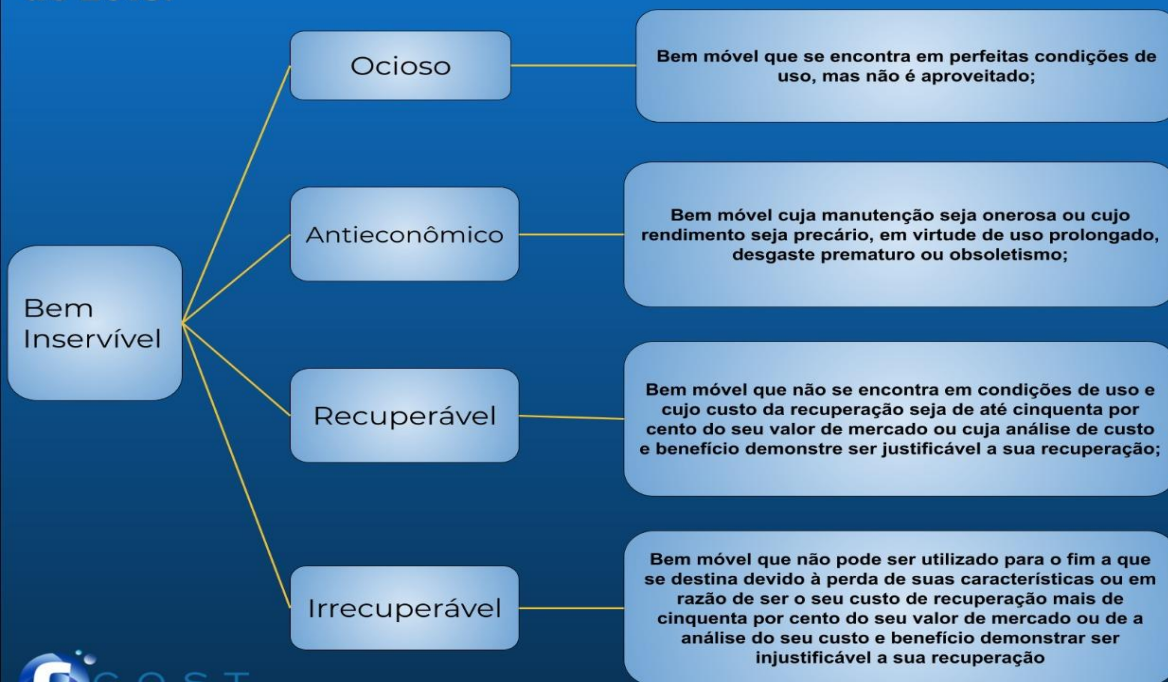 Ocioso
Bem móvel que se encontra em perfeitas condições de
uso, mas não é aproveitado;
Antieconômico
Bem móvel cuja manutenção seja onerosa ou cujo
rendimento seja precário, em virtude de uso prolongado,
desgaste prematuro ou obsoletismo;
Bem
Inservível
Recuperável
Bem móvel que não se encontra em condições de uso e
cujo custo da recuperação seja de até cinquenta por
cento do seu valor de mercado ou cuja análise de custo
e benefício demonstre ser justificável a sua recuperação;
Irrecuperável
Bem móvel que não pode ser utilizado para o fim a que
se destina devido à perda de suas características ou em
razão de ser o seu custo de recuperação mais de
cinquenta por cento do seu valor de mercado ou de a
análise do seu custo e benefício demonstrar ser
injustificável a sua recuperação